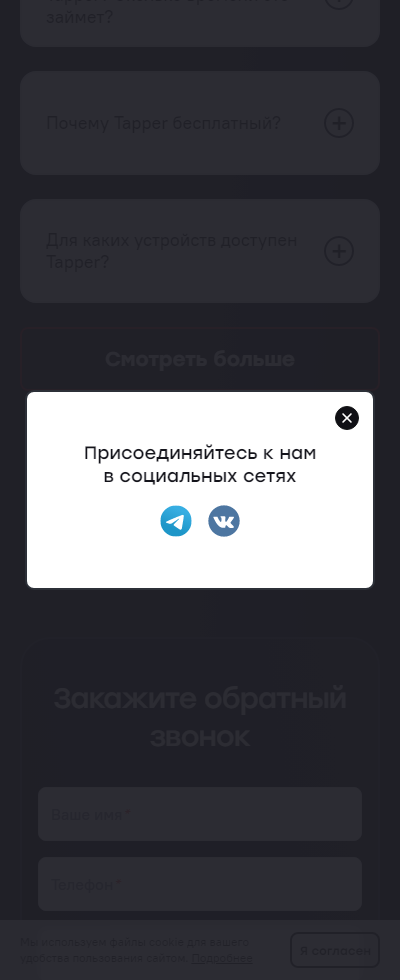 займет?
Почему Tapper бесплатный?
Для каких устройств доступен
Tapper?
Смотреть больше
Присоединяйтесь к нам
в социальных сетях
Закажите обратный
звонок
Ваше имя*
Телефон*
Мы используем файлы cookie для вашего
удобства пользования сайтом. Подробнее
Я согласен